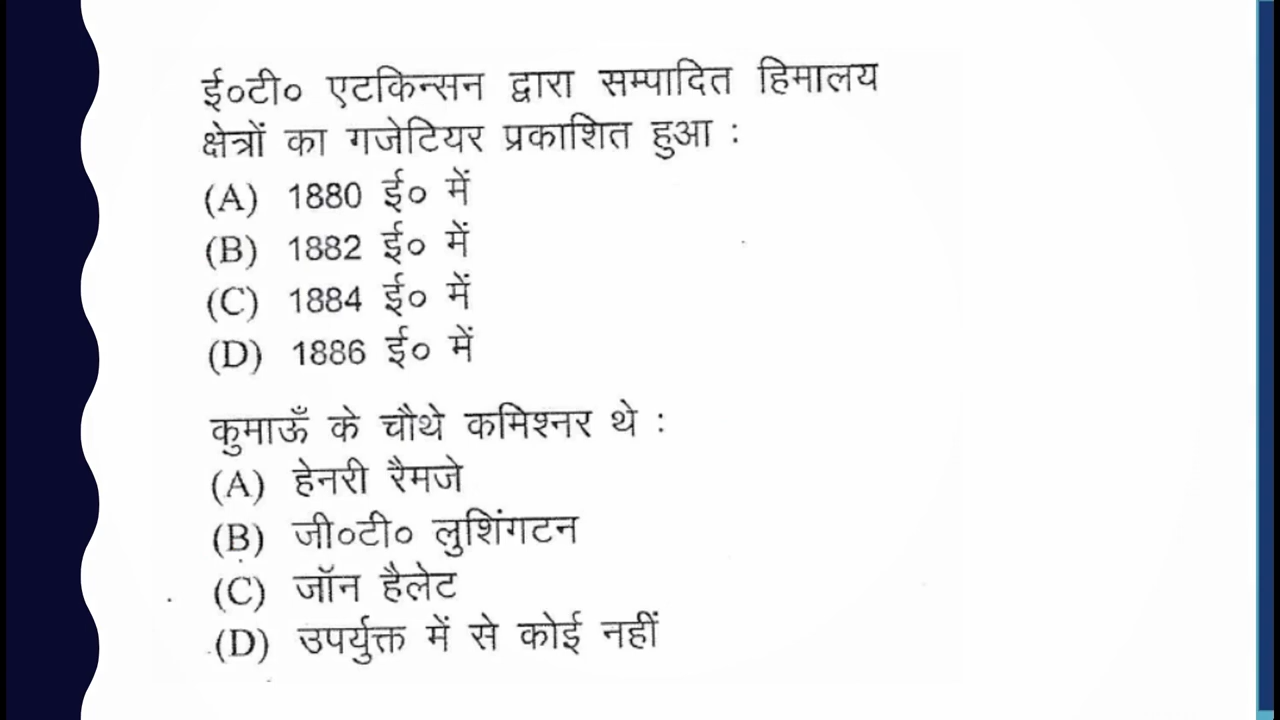 ई०टी० एटकिन्सन द्वारा सम्पादित हिमालय
क्षेत्रों का गजेटियर प्रकाशित हुआ :
(A) 1880 ई० में
(B) 1882 ई० में
(C) 1884 ई० में
(D) 1886 ई० में
कुमाऊँ के चौथे कमिश्नर थे :
(A) हेनरी रैमजे
(B) जी०टी० लुशिंगटन
(C) जॉन हैलेट
(D) उपर्युक्त में से कोई नहीं